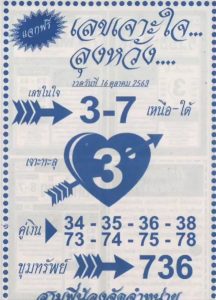 แจกฟรี
เลขเจาะใจ...
ลุงหวัง....
งวดวันที่ 16 ตุลาคม 2563
เลขในใจ
3-7 เหนือ-ใต้
เจาะทะลุ
3
คู่เงิน 34 - 35 - 36 - 38
73 - 74 - 75 - 78
ขุมทรัพย์ 736